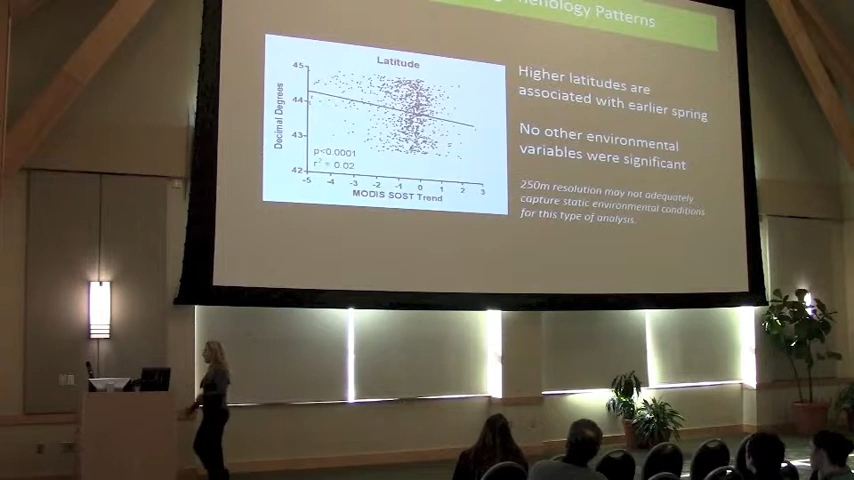 Phenology Patterns
Latitude
45
44
43
42
Decimal Degrees
p<0.0001
r² = 0.02
-5 -4 -3 -2 -1 0 1 2 3
MODIS SOST Trend
Higher latitudes are
associated with earlier spring
No other environmental
variables were significant
250m resolution may not adequately
capture static environmental conditions
for this type of analysis.